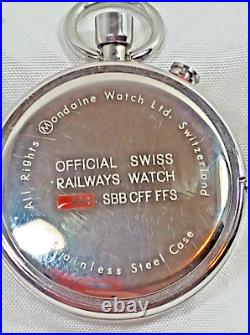 All Rights Mondaine Watch Ltd. Switzerland
OFFICIAL SWISS
RAILWAYS WATCH
SBB CFF FFS
Stainless Steel Case